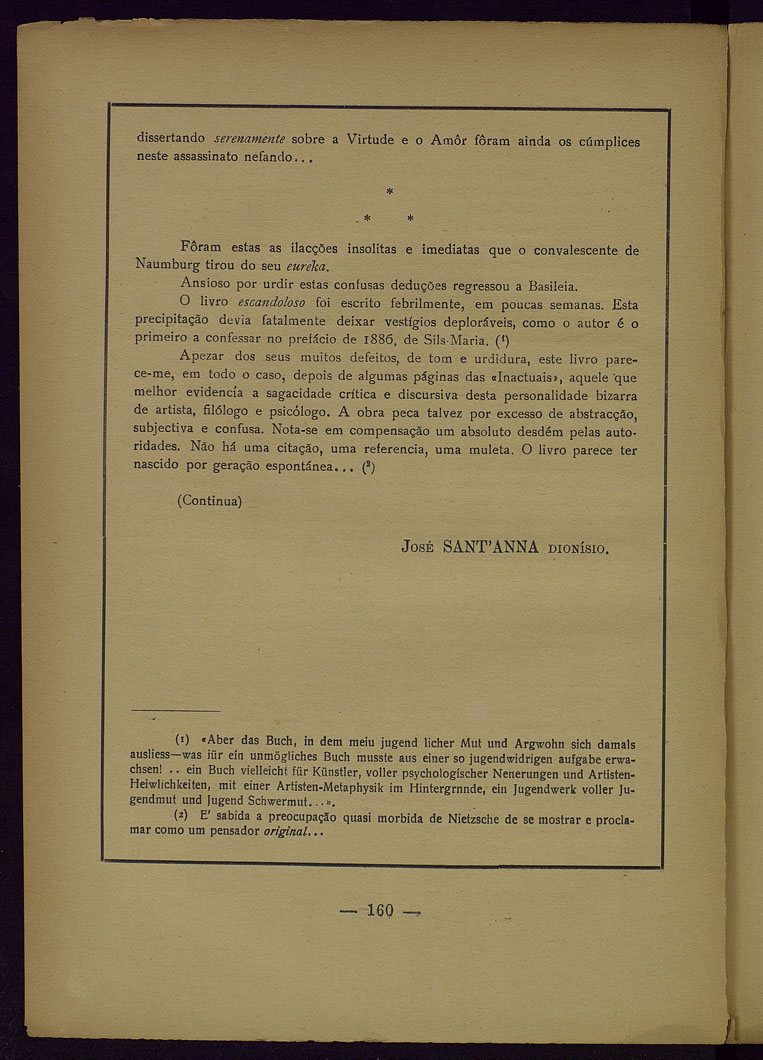 dissertando serenamente sobre a Virtude e o Amôr fôram ainda os cúmplices
neste assassinato nefando...
*
* *
Fôram estas as ilacções insolitas e imediatas que o convalescente de
Naumburg tirou do seu eureka.
Ansioso por urdir estas confusas deduções regressou a Basileia.
O livro escandoloso foi escrito febrilmente, em poucas semanas. Esta
precipitação devia fatalmente deixar vestígios deploráveis, como o autor é o
primeiro a confessar no prefácio de 1886, de Sils-Maria. (¹)
Apezar dos seus muitos defeitos, de tom e urdidura, este livro pare-
ce-me, em todo o caso, depois de algumas páginas das «Inactuais», aquele que
melhor evidencía a sagacidade crítica e discursiva desta personalidade bizarra
de artista, filólogo e psicólogo. A obra peca talvez por excesso de abstracção,
subjectiva e confusa. Nota-se em compensação um absoluto desdém pelas auto-
ridades. Não há uma citação, uma referencia, uma muleta. O livro parece ter
nascido por geração espontánea... (²)
(Continua)
José SANT'ANNA DIONÍSIO.
(1) «Aber das Buch, in dem meiu jugend licher Mut und Argwohn sich damals
ausliess—was iür ein unmögliches Buch musste aus einer so jugendwidrigen aufgabe erwa-
chsen! .. ein Buch vielleicht für Künstler, voller psychologischer Nenerungen und Artisten-
Heiwlichkeiten, mit einer Artisten-Metaphysik im Hintergrnnde, ein Jugendwerk voller Ju-
gendmut und Jugend Schwermut...».
(2) E' sabida a preocupação quasi morbida de Nietzsche de se mostrar e procla-
mar como um pensador original...
— 160 —